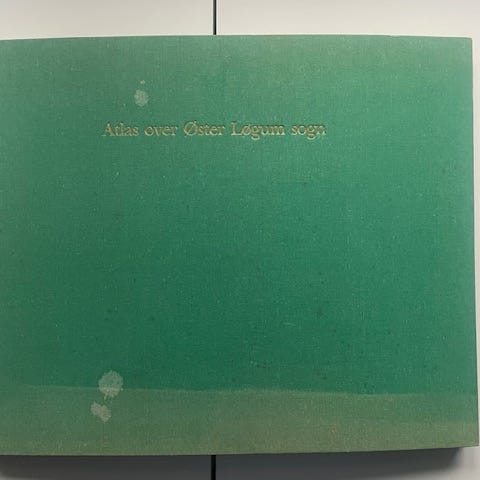 Atlas over Øster Løgum sogn